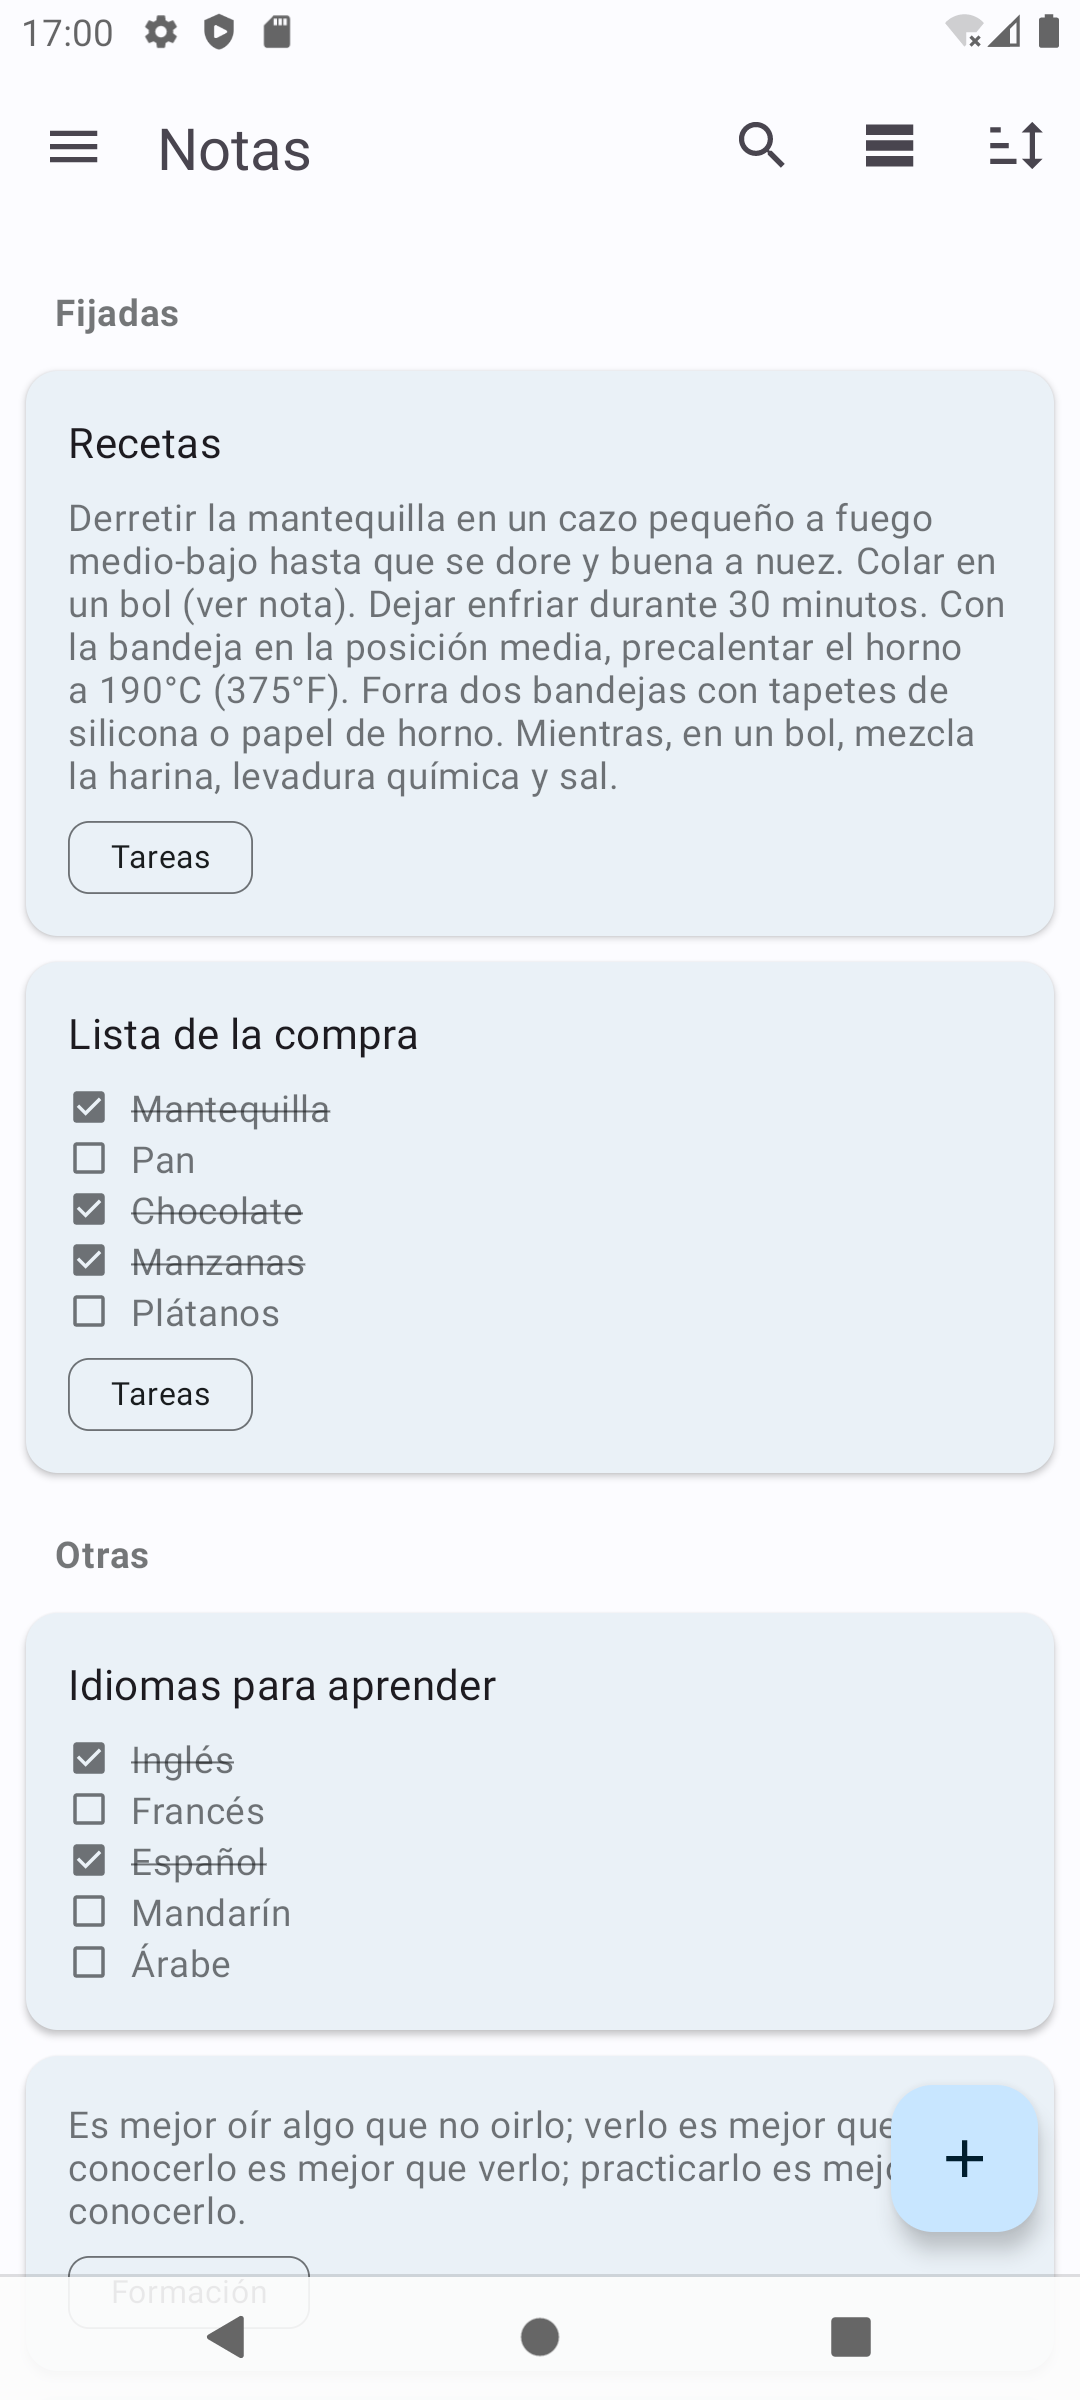 17:00
Notas
Fijadas
Recetas
Derretir la mantequilla en un cazo pequeño a fuego
medio-bajo hasta que se dore y buena a nuez. Colar en
un bol (ver nota). Dejar enfriar durante 30 minutos. Con
la bandeja en la posición media, precalentar el horno
a 190°C (375°F). Forra dos bandejas con tapetes de
silicona o papel de horno. Mientras, en un bol, mezcla
la harina, levadura química y sal.
Tareas
Lista de la compra
Mantequilla
Pan
Chocolate
Manzanas
Plátanos
Tareas
Otras
Idiomas para aprender
Inglés
Francés
Español
Mandarín
Árabe
Es mejor oír algo que no oirlo; verlo es mejor que
conocerlo es mejor que verlo; practicarlo es mejo
conocerlo.
Formación